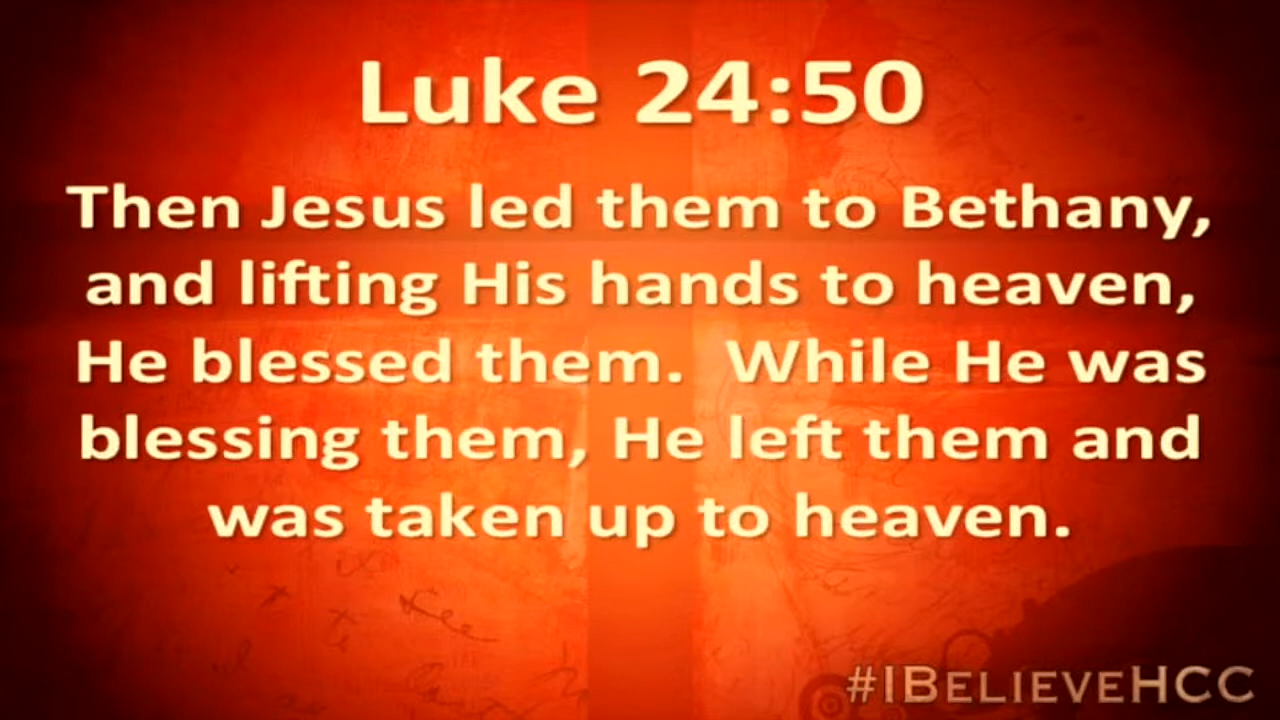 Luke 24:50
Then Jesus led them to Bethany,
and lifting His hands to heaven,
He blessed them.  While He was
blessing them, He left them and
was taken up to heaven.
#IBELIEVEHCC